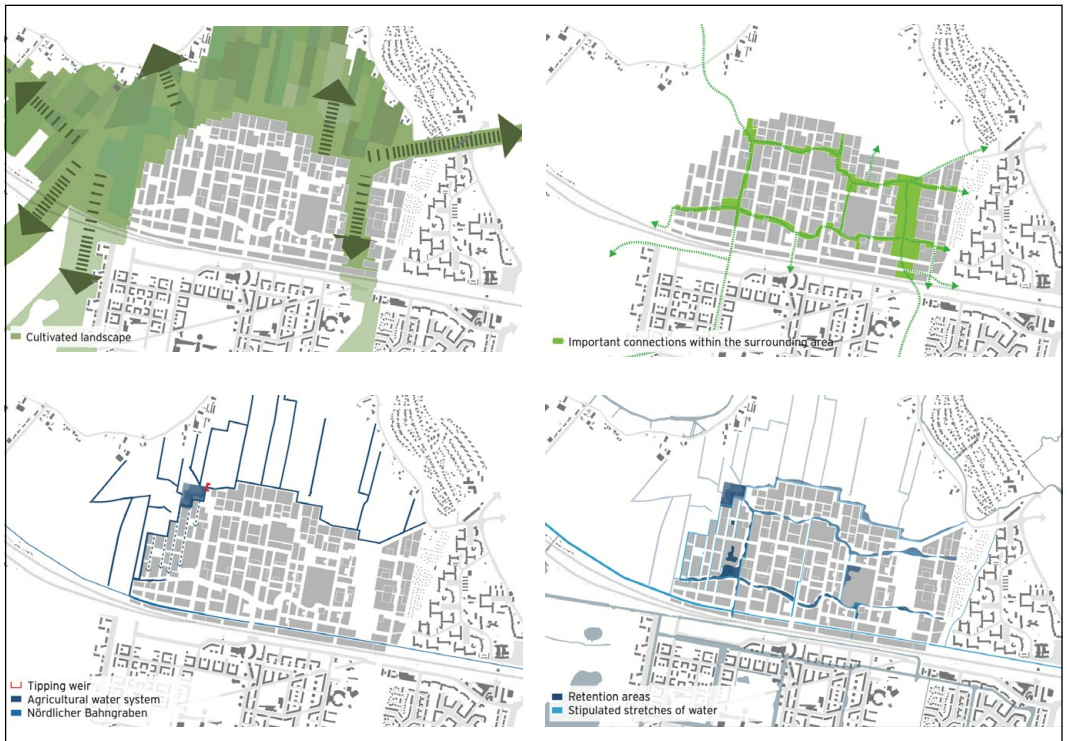 Cultivated landscape
Important connections within the surrounding area
Tipping weir
Agricultural water system
Nördlicher Bahngraben
Retention areas
Stipulated stretches of water